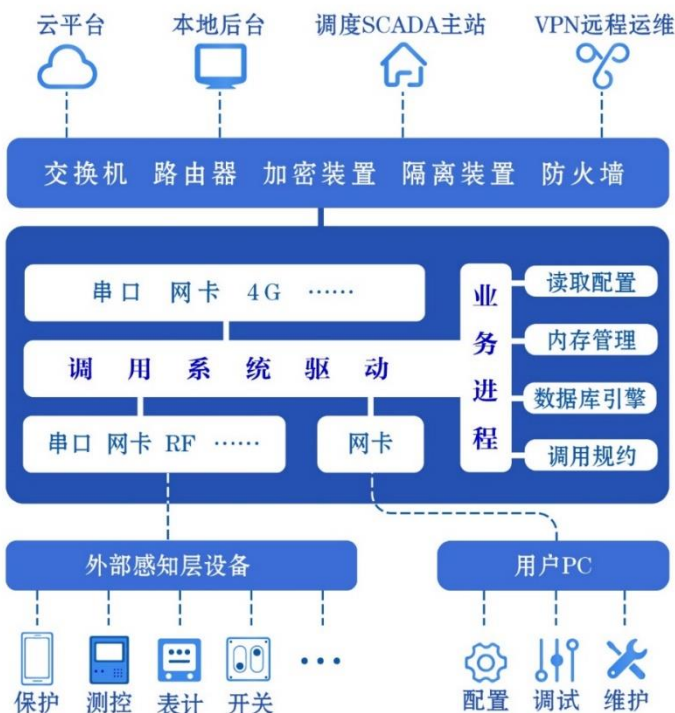 云平台 本地后台 调度SCADA主站 VPN远程运维
交换机 路由器 加密装置 隔离装置 防火墙
串口 网卡 4G ……
调用系统驱动
串口 网卡 RF ……
网卡
业务进程
读取配置
内存管理
数据库引擎
调用规约
外部感知层设备
用户PC
保护 测控 表计 开关
配置 调试 维护